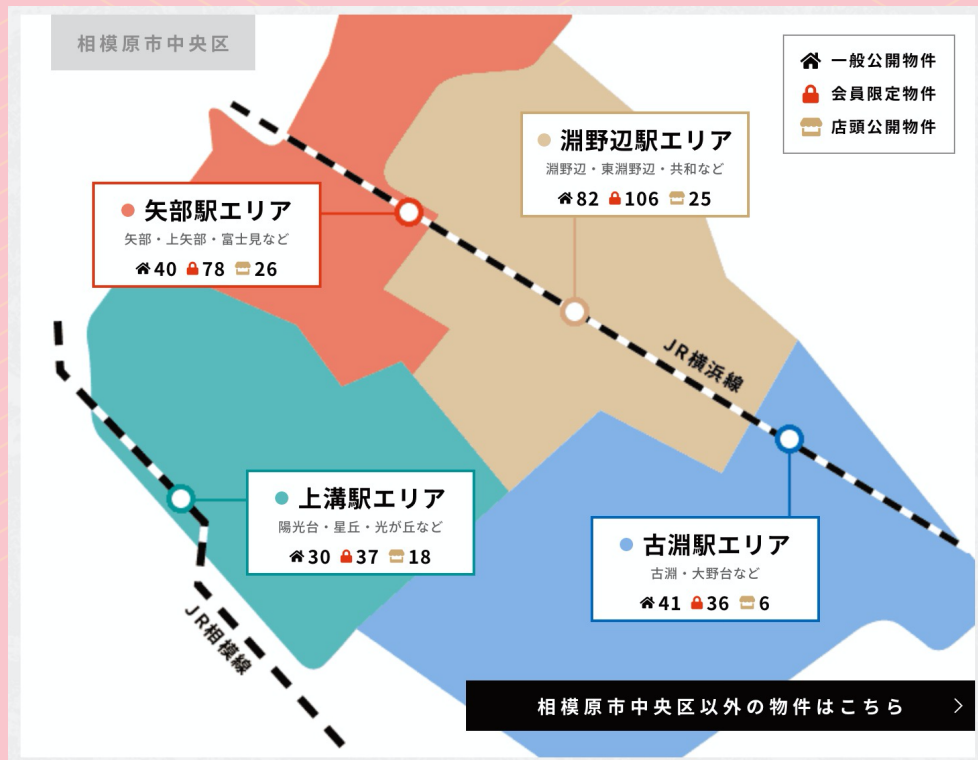 相模原市中央区
一般公開物件
会員限定物件
店頭公開物件
淵野辺駅エリア
淵野辺・東淵野辺・共和など
82 106 25
矢部駅エリア
矢部・上矢部・富士見など
40 78 26
JR横浜線
上溝駅エリア
陽光台・星丘・光が丘など
30 37 18
古淵駅エリア
古淵・大野台など
41 36 6
JR相模線
相模原市中央区以外の物件はこちら